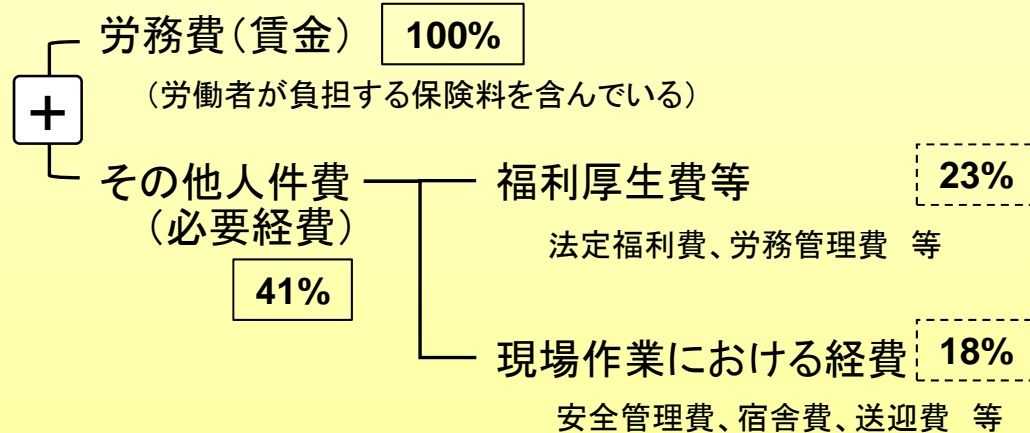 労務費（賃金） 100%
（労働者が負担する保険料を含んでいる）
＋
その他人件費
（必要経費）
41%
福利厚生費等 23%
法定福利費、労務管理費　等
現場作業における経費 18%
安全管理費、宿舎費、送迎費　等